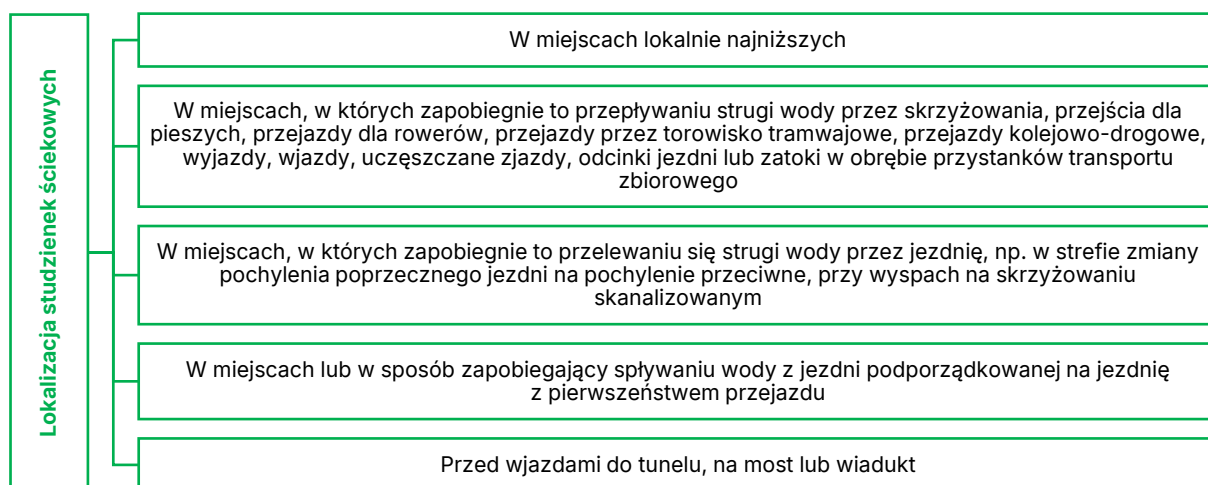 Lokalizacja studzienek ściekowych
W miejscach lokalnie najniższych
W miejscach, w których zapobiegnie to przepływaniu strugi wody przez skrzyżowania, przejścia dla
pieszych, przejazdy dla rowerów, przejazdy przez torowisko tramwajowe, przejazdy kolejowo-drogowe,
wyjazdy, wjazdy, uczęszczane zjazdy, odcinki jezdni lub zatoki w obrębie przystanków transportu
zbiorowego
W miejscach, w których zapobiegnie to przelewaniu się strugi wody przez jezdnię, np. w strefie zmiany
pochylenia poprzecznego jezdni na pochylenie przeciwne, przy wyspach na skrzyżowaniu
skanalizowanym
W miejscach lub w sposób zapobiegający spływaniu wody z jezdni podporządkowanej na jezdnię
z pierwszeństwem przejazdu
Przed wjazdami do tunelu, na most lub wiadukt